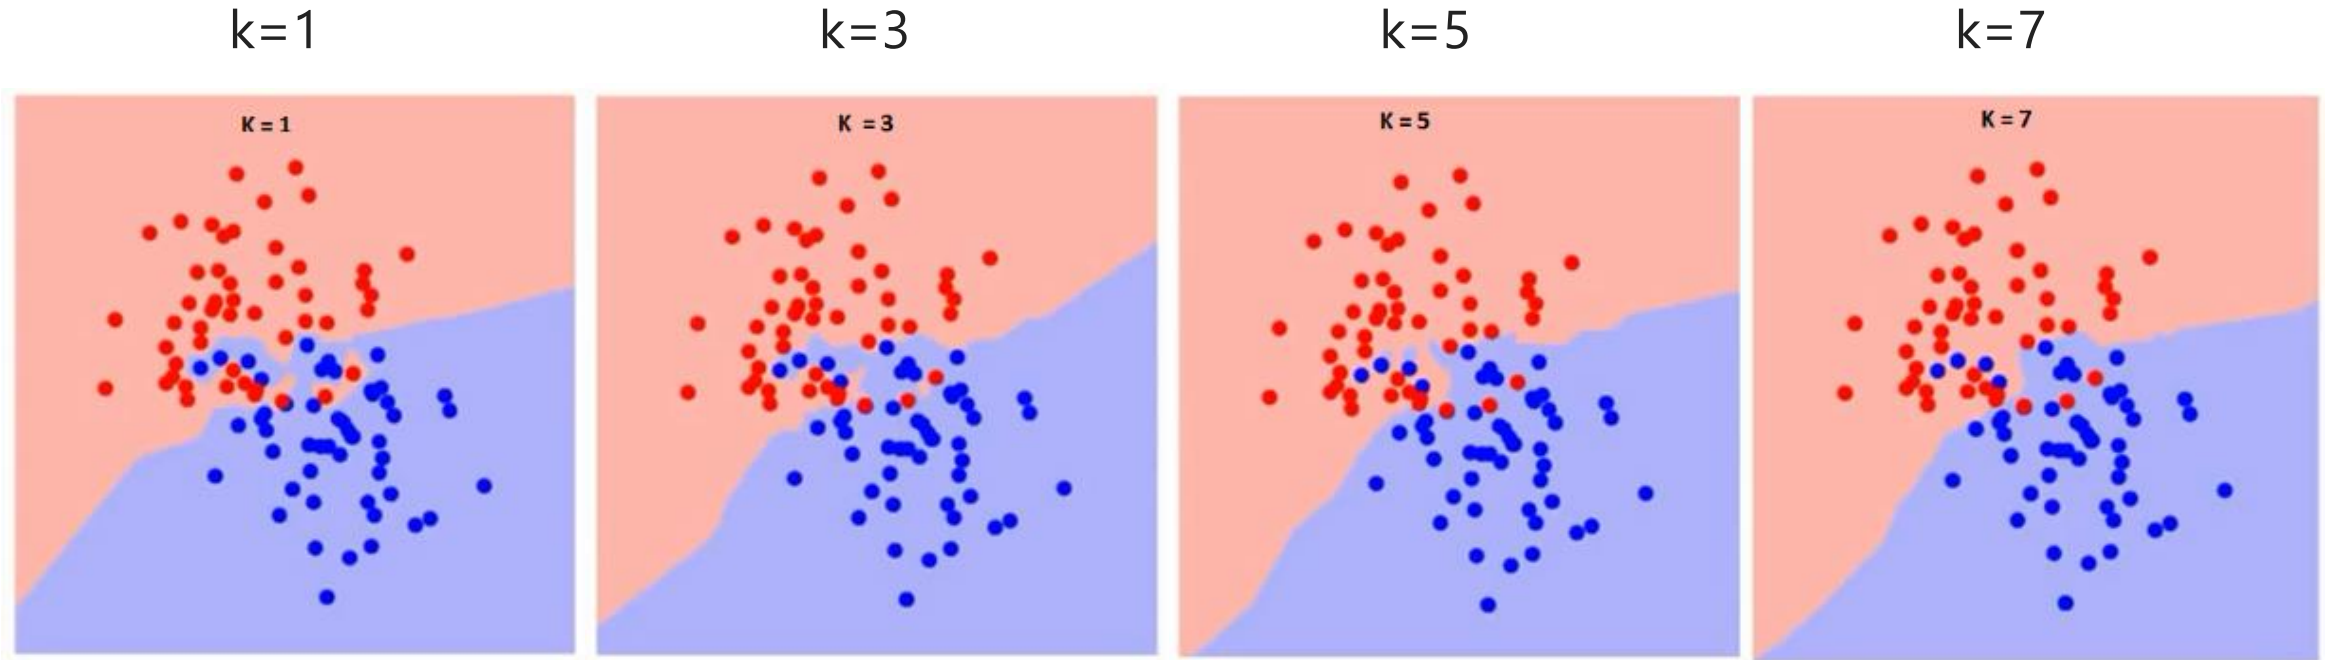 k=1
k=3
k=5
k=7
K = 1
K = 3
K = 5
K = 7